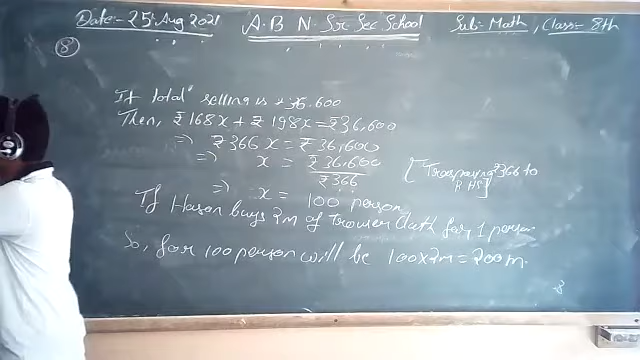 Date:- 25 Aug 2021 A.B.N. Sr. Sec. School Sub:- Math, Class:- 8th
(8)
If total selling is ₹36,600
Then, ₹168x + ₹198x = ₹36,600
⇒ ₹366 x = ₹36,600
⇒ x = ₹36,600 / ₹366 [Transposing ₹366 to RHS]
⇒ x = 100 person
If Hasan buys 2m of Trouser Cloth for 1 person
So, for 100 person will be 100×2m = 200m.